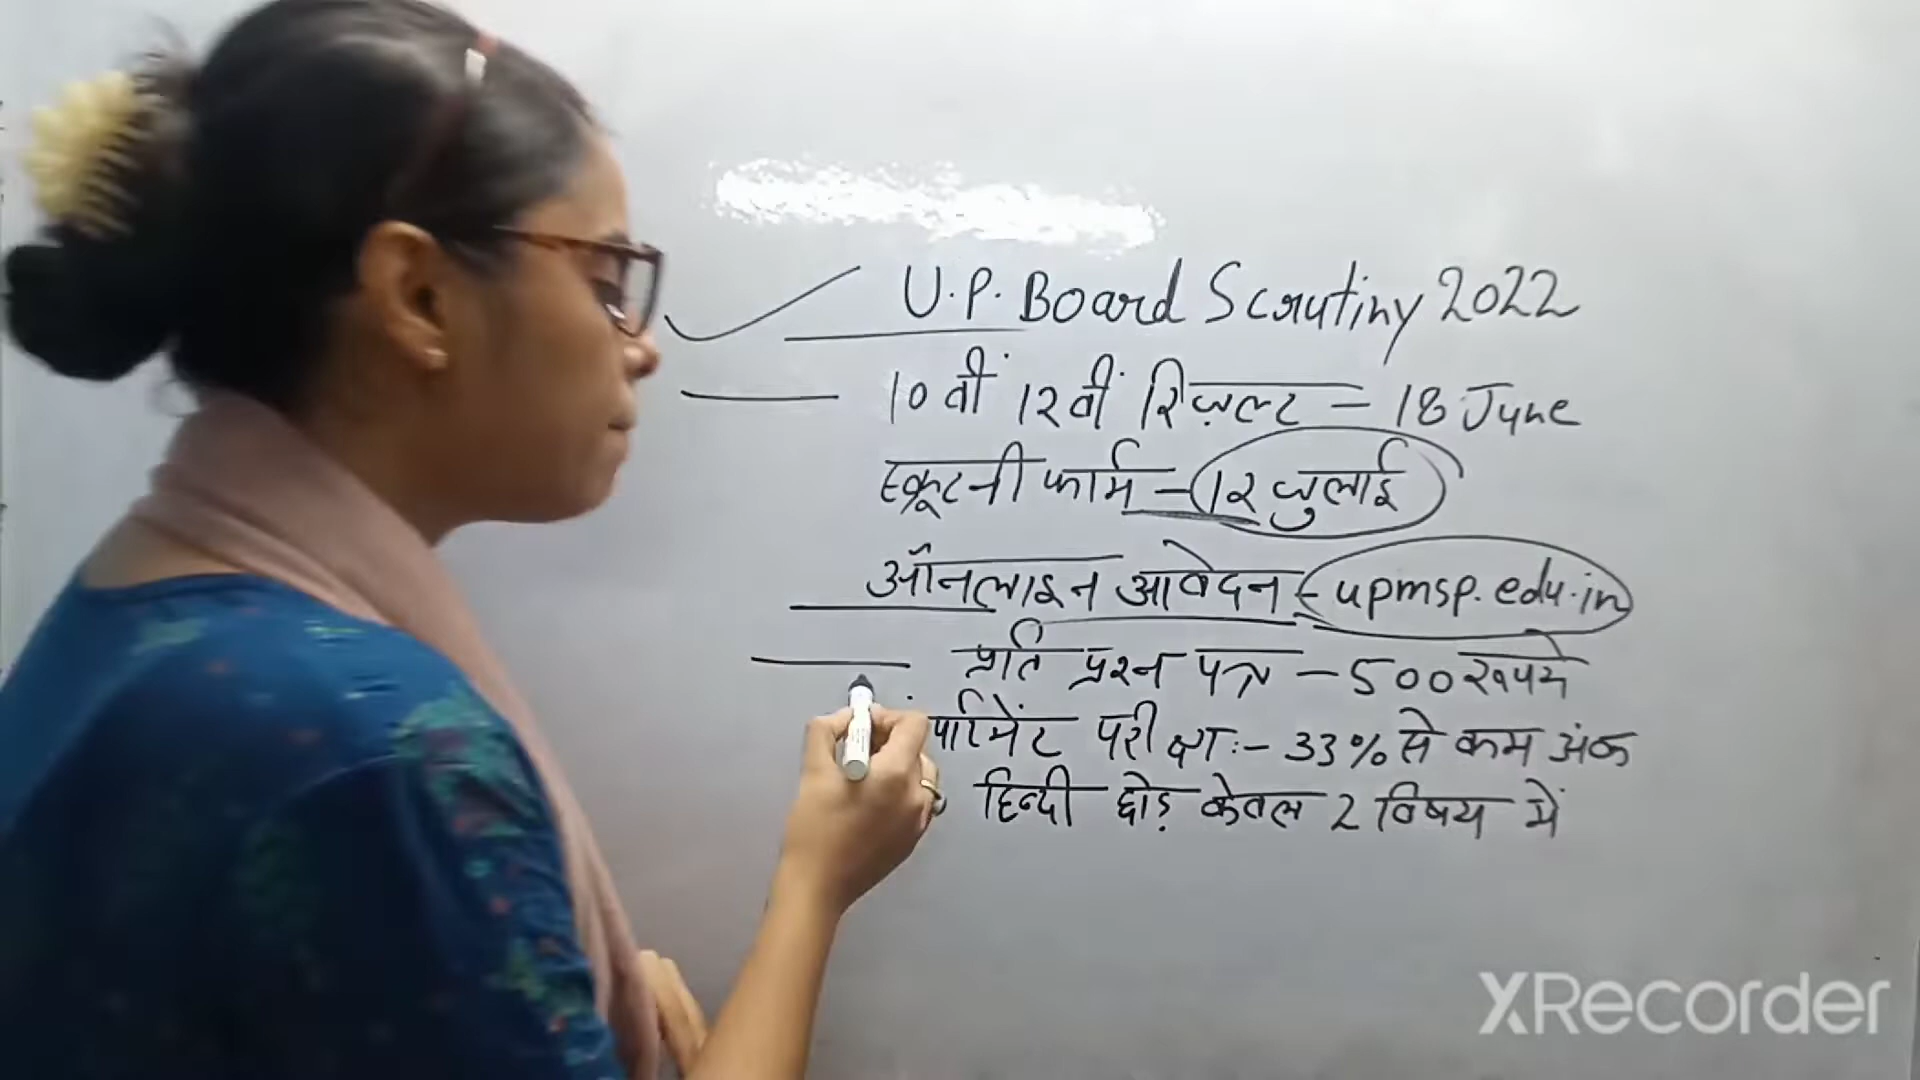 U.P. Board Scrutiny 2022
10वीं 12वीं रिज़ल्ट – 18 June
स्क्रूटनी फार्म – 12 जुलाई
ऑनलाइन आवेदन – upmsp.edu.in
प्रति प्रश्न पत्र – 500 रुपये
पार्टमेंट परीक्षा :- 33% से कम अंक
हिन्दी छोड़ केवल 2 विषय में
XRecorder